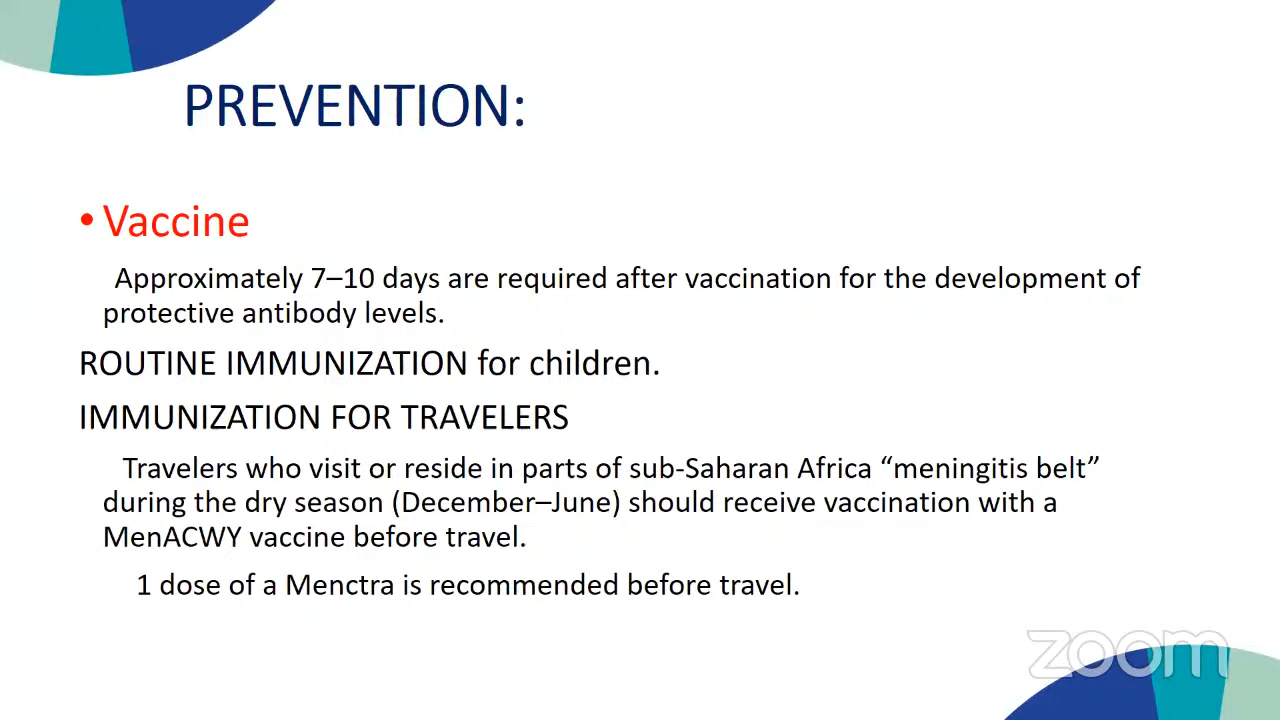 PREVENTION:
• Vaccine
Approximately 7–10 days are required after vaccination for the development of
protective antibody levels.
ROUTINE IMMUNIZATION for children.
IMMUNIZATION FOR TRAVELERS
Travelers who visit or reside in parts of sub-Saharan Africa “meningitis belt”
during the dry season (December–June) should receive vaccination with a
MenACWY vaccine before travel.
1 dose of a Menctra is recommended before travel.
zoom